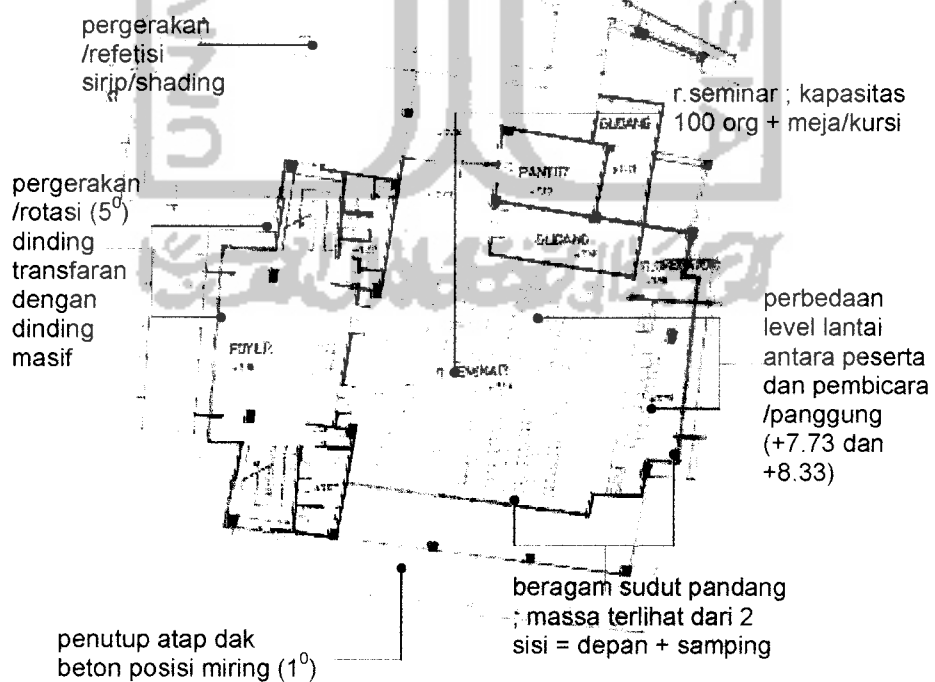 pergerakan
/refetisi
sirip/shading
r.seminar ; kapasitas
100 org + meja/kursi
GUDANG
PANTRY
GUDANG
pergerakan
/rotasi (5⁰)
dinding
transfaran
dengan
dinding
masif
FOYER
perbedaan
level lantai
antara peserta
dan pembicara
/panggung
(+7.73 dan
+8.33)
beragam sudut pandang
; massa terlihat dari 2
sisi = depan + samping
penutup atap dak
beton posisi miring (1⁰)